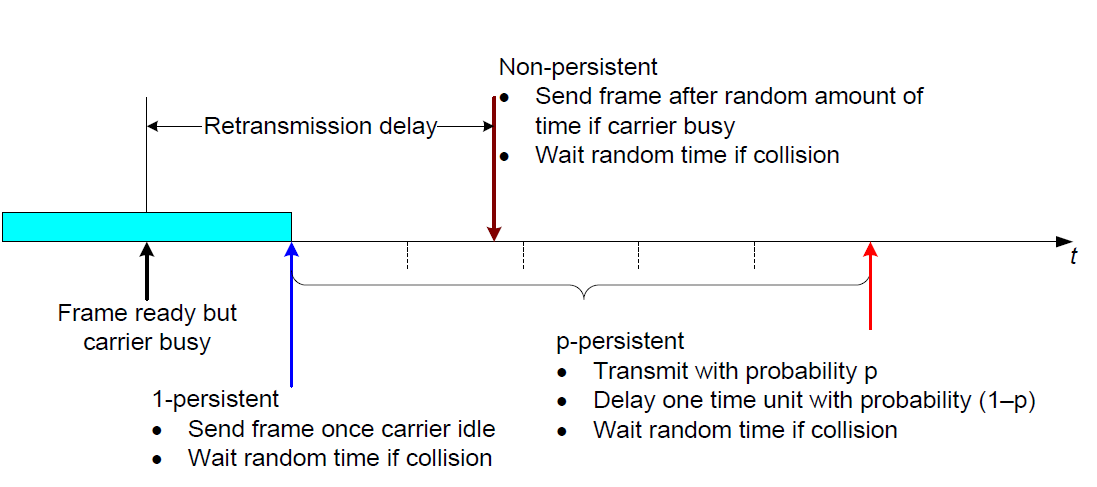 Non-persistent
• Send frame after random amount of
time if carrier busy
• Wait random time if collision
Retransmission delay
t
Frame ready but
carrier busy
p-persistent
• Transmit with probability p
• Delay one time unit with probability (1–p)
• Wait random time if collision
1-persistent
• Send frame once carrier idle
• Wait random time if collision